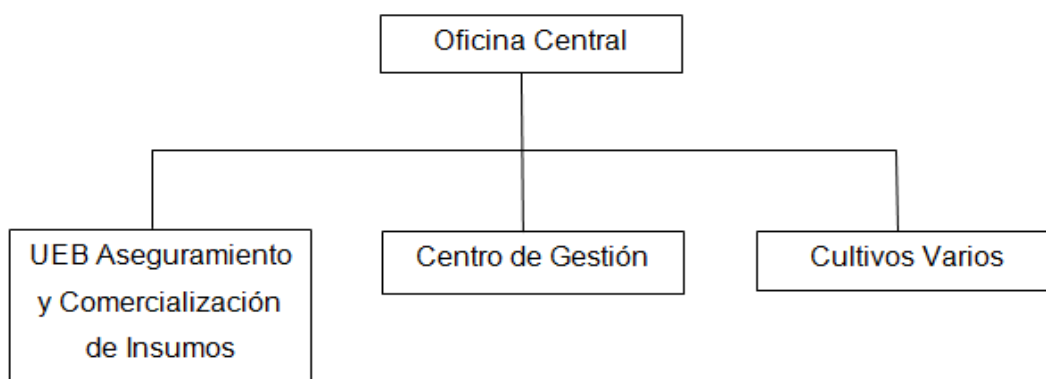 Oficina Central
UEB Aseguramiento
y Comercialización
de Insumos
Centro de Gestión
Cultivos Varios